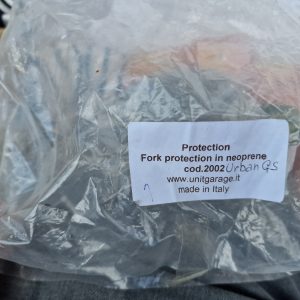 Protection
Fork protection in neoprene
cod.2002 Urban Gs
www.unitgarage.it
made in Italy